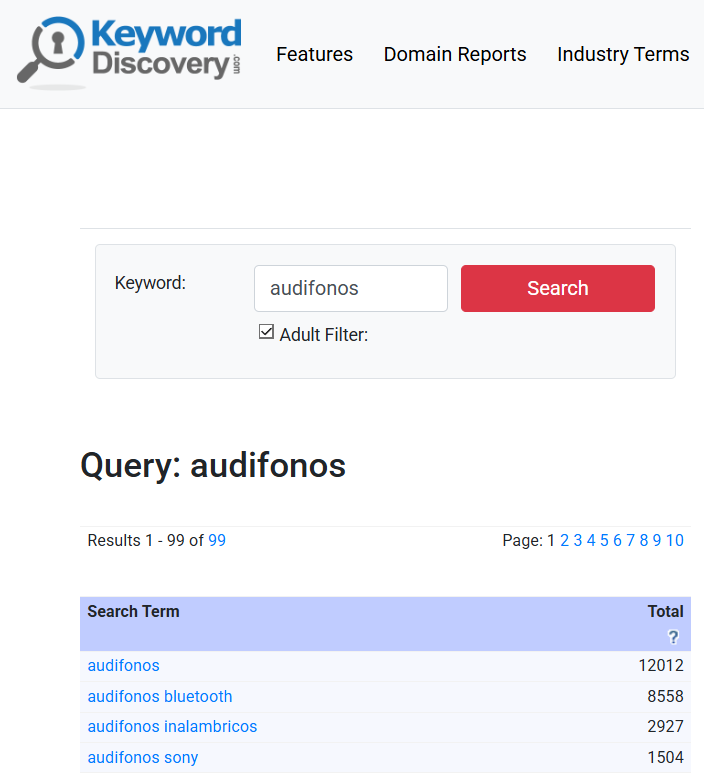 Keyword
Discovery.com
Features Domain Reports Industry Terms
Keyword: audifonos Search
Adult Filter:
Query: audifonos
Results 1 - 99 of 99 Page: 1 2 3 4 5 6 7 8 9 10
Search Term Total
?
audifonos 12012
audifonos bluetooth 8558
audifonos inalambricos 2927
audifonos sony 1504